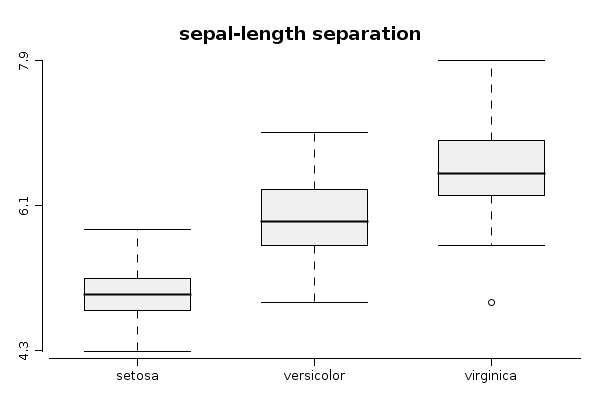 sepal-length separation
7.9
6.1
4.3
setosa versicolor virginica